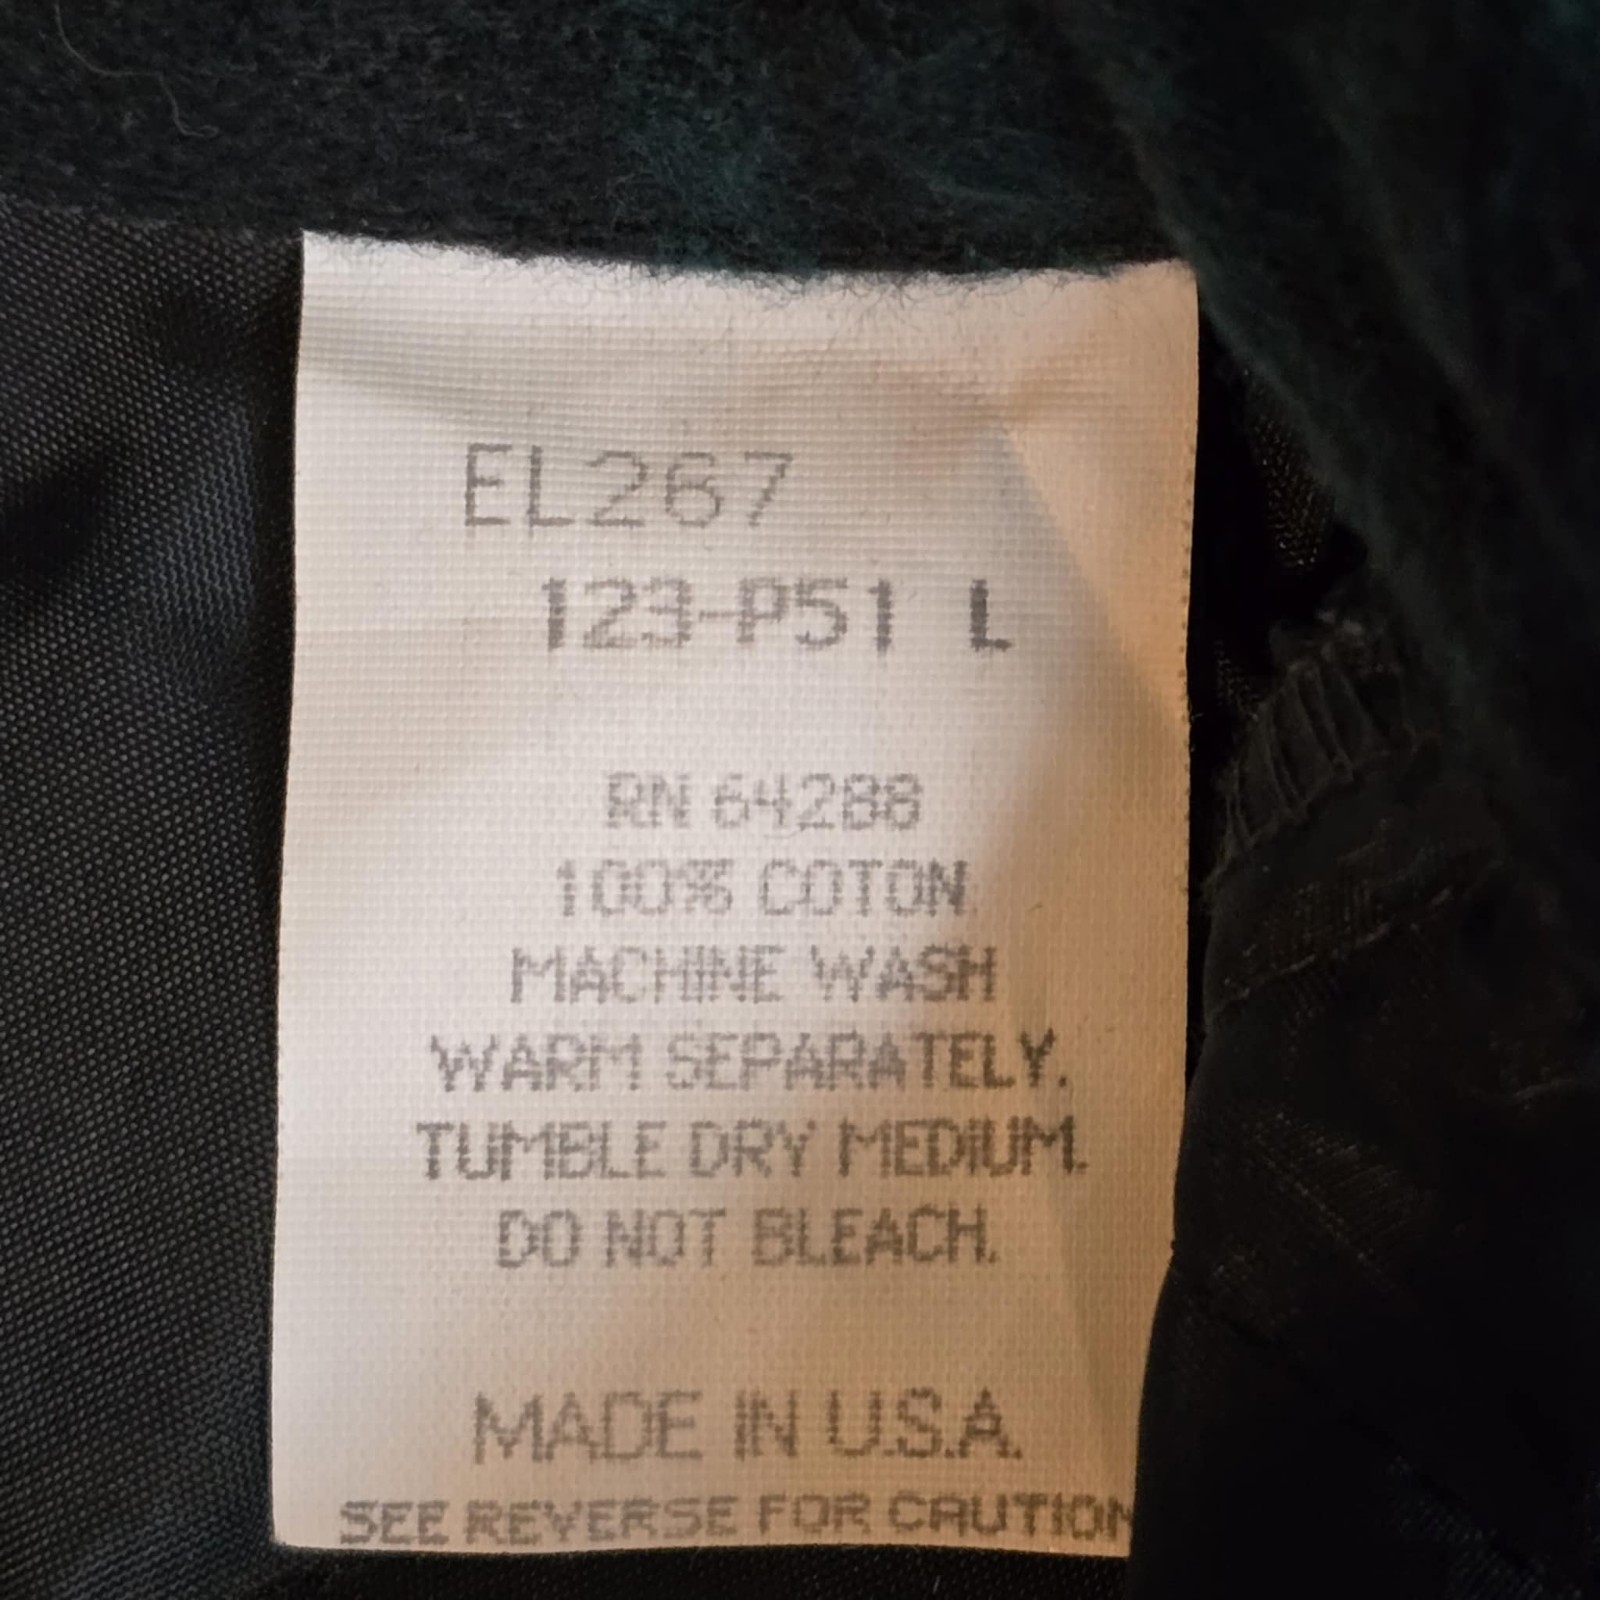 EL267
123-P51 L
RN 64288
100% COTON
MACHINE WASH
WARM SEPARATELY.
TUMBLE DRY MEDIUM.
DO NOT BLEACH.
MADE IN U.S.A.
SEE REVERSE FOR CAUTION